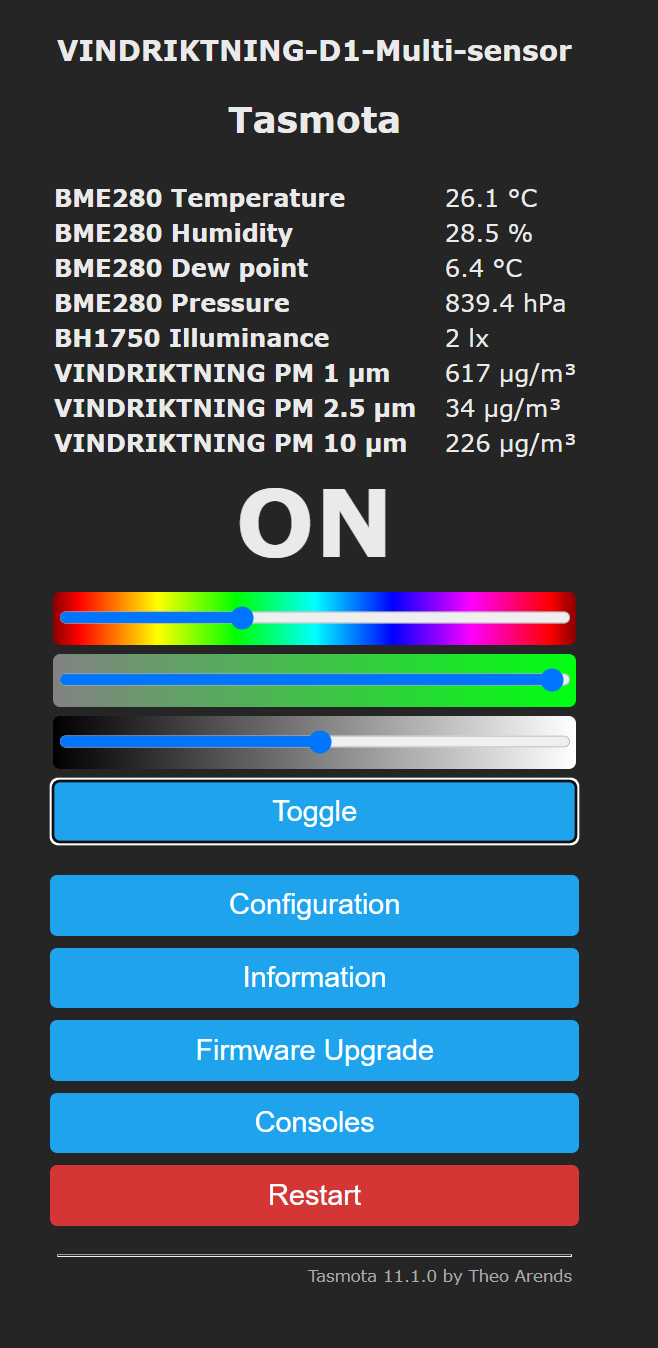 VINDRIKTNING-D1-Multi-sensor
Tasmota
BME280 Temperature 26.1 °C
BME280 Humidity 28.5 %
BME280 Dew point 6.4 °C
BME280 Pressure 839.4 hPa
BH1750 Illuminance 2 lx
VINDRIKTNING PM 1 µm 617 µg/m³
VINDRIKTNING PM 2.5 µm 34 µg/m³
VINDRIKTNING PM 10 µm 226 µg/m³
ON
Toggle
Configuration
Information
Firmware Upgrade
Consoles
Restart
Tasmota 11.1.0 by Theo Arends